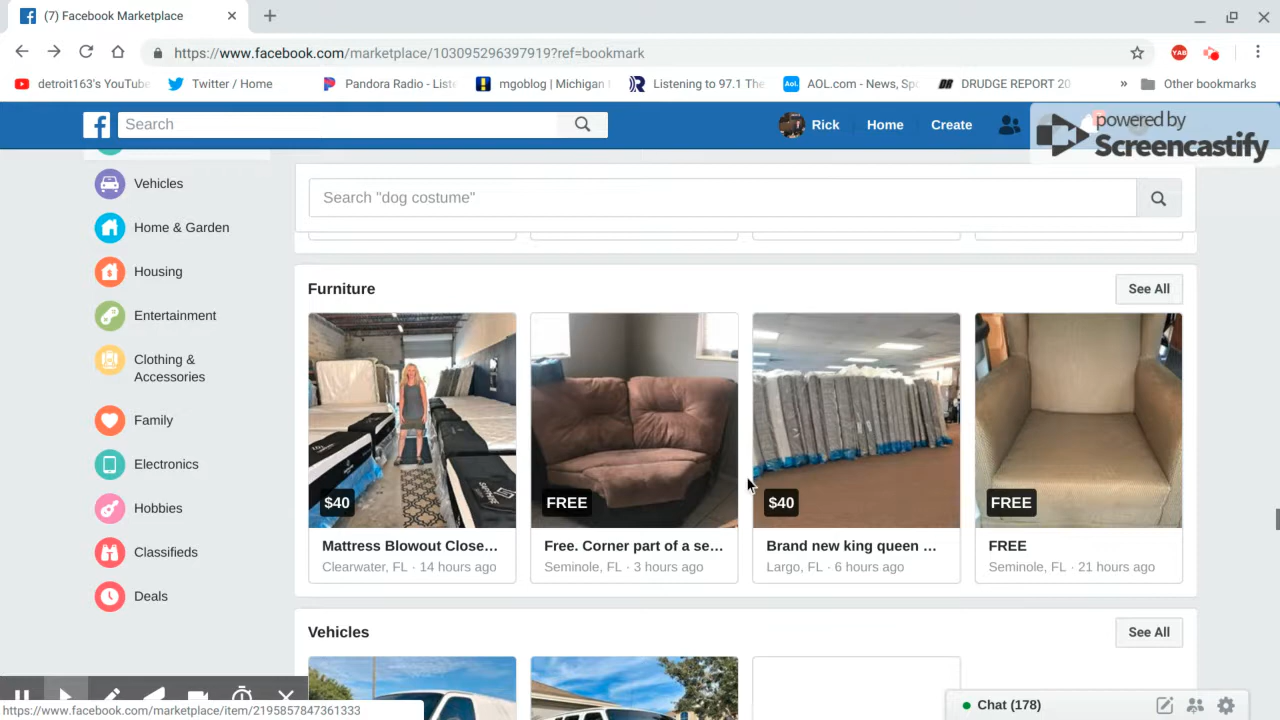 (7) Facebook Marketplace
https://www.facebook.com/marketplace/103095296397919?ref=bookmark
YAB
detroit163's YouTube
Twitter / Home
Pandora Radio - Liste
mgoblog | Michigan
Listening to 97.1 The
Aol.
AOL.com - News, Spo
DRUDGE REPORT 20
»
Other bookmarks
Search
Rick
Home
Create
powered by
Screencastify
Vehicles
Home & Garden
Housing
Entertainment
Clothing &
Accessories
Family
Electronics
Hobbies
Classifieds
Deals
Search "dog costume"
Furniture
See All
$40
FREE
$40
FREE
Mattress Blowout Close...
Free. Corner part of a se...
Brand new king queen ...
FREE
Clearwater, FL · 14 hours ago
Seminole, FL · 3 hours ago
Largo, FL · 6 hours ago
Seminole, FL · 21 hours ago
Vehicles
See All
Chat (178)
https://www.facebook.com/marketplace/item/2195857847361333